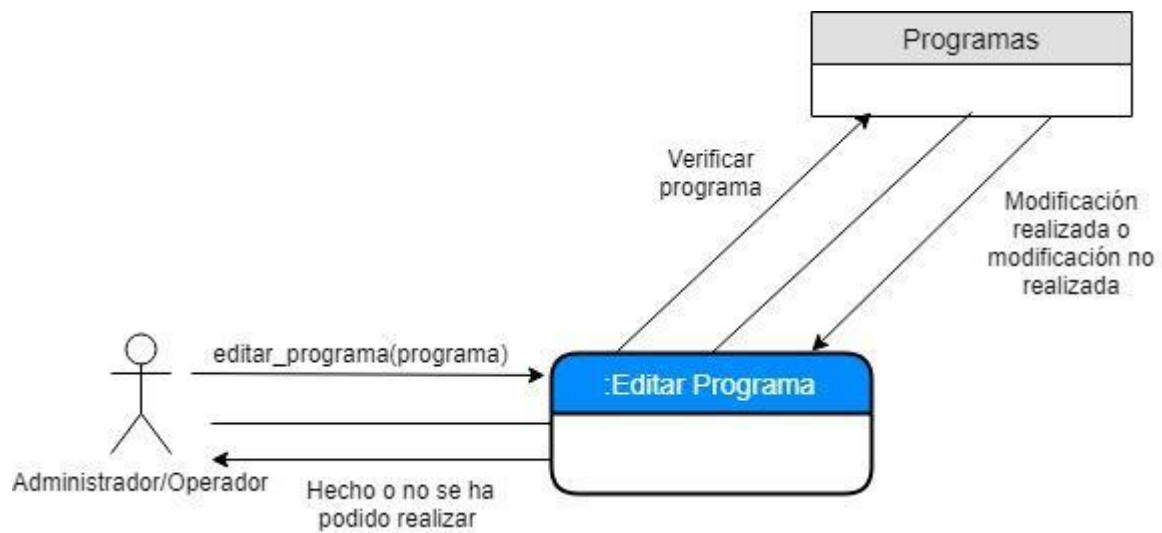 Programas
Verificar
programa
Modificación
realizada o
modificación no
realizada
editar_programa(programa)
:Editar Programa
Administrador/Operador
Hecho o no se ha
podido realizar